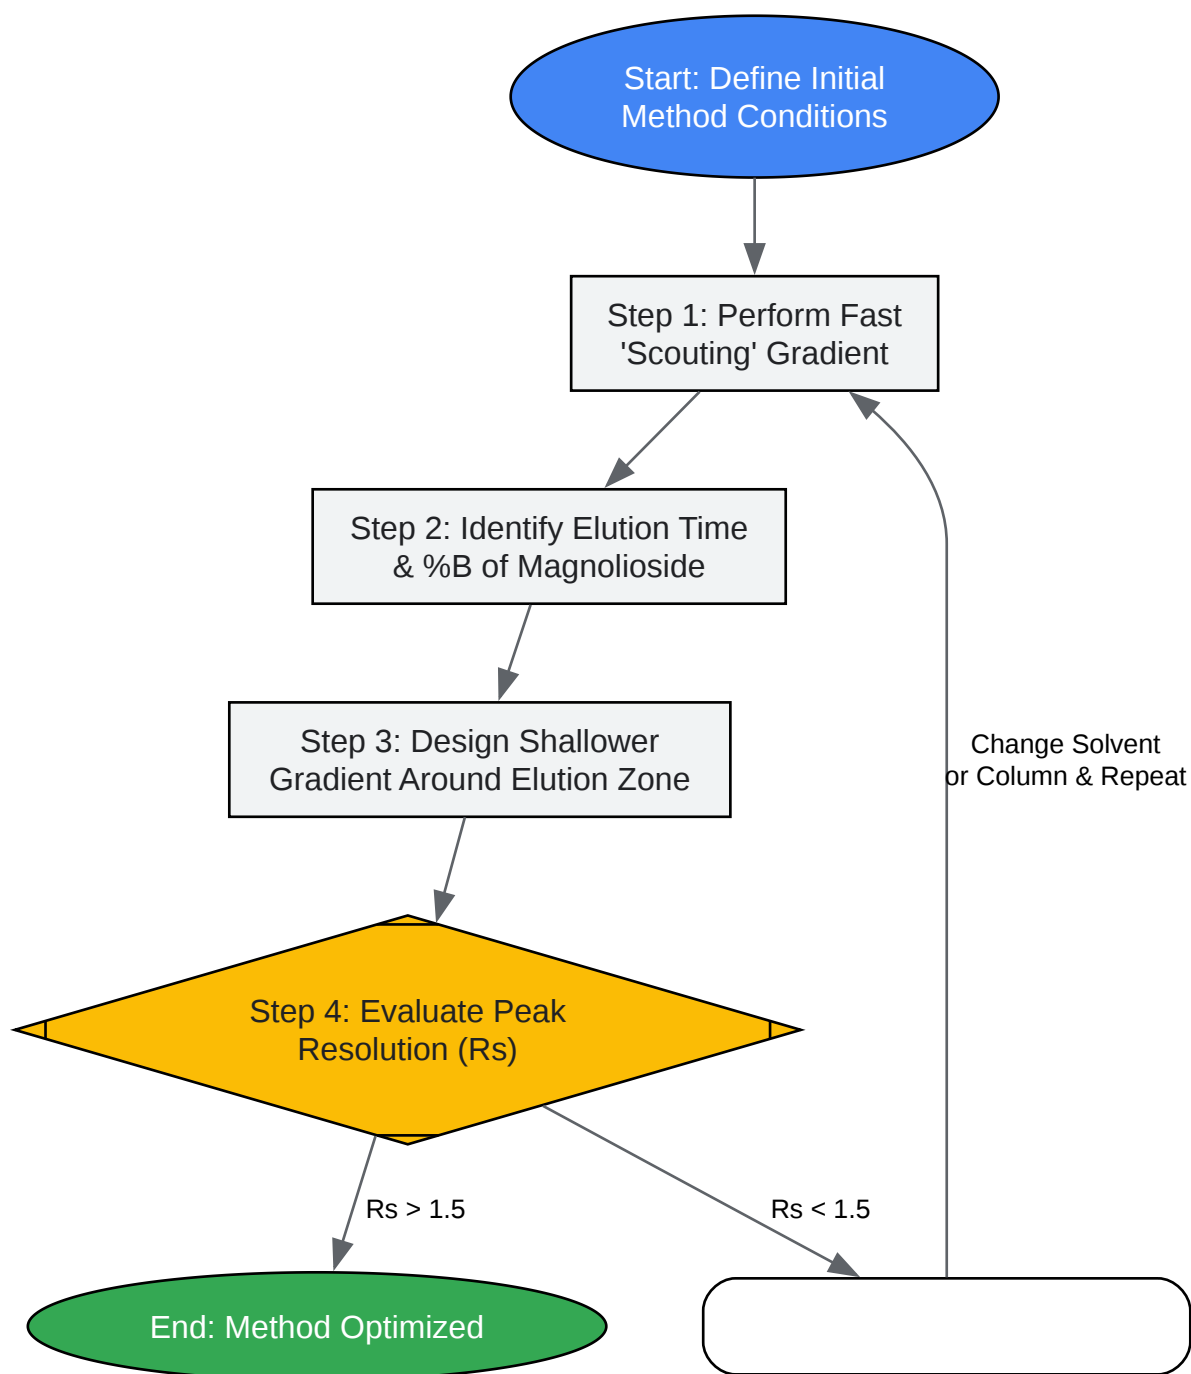 Start: Define Initial
Method Conditions
Step 1: Perform Fast
'Scouting' Gradient
Step 2: Identify Elution Time
& %B of Magnolioside
Step 3: Design Shallower
Gradient Around Elution Zone
Change Solvent
or Column & Repeat
Step 4: Evaluate Peak
Resolution (Rs)
Rs > 1.5
Rs < 1.5
End: Method Optimized